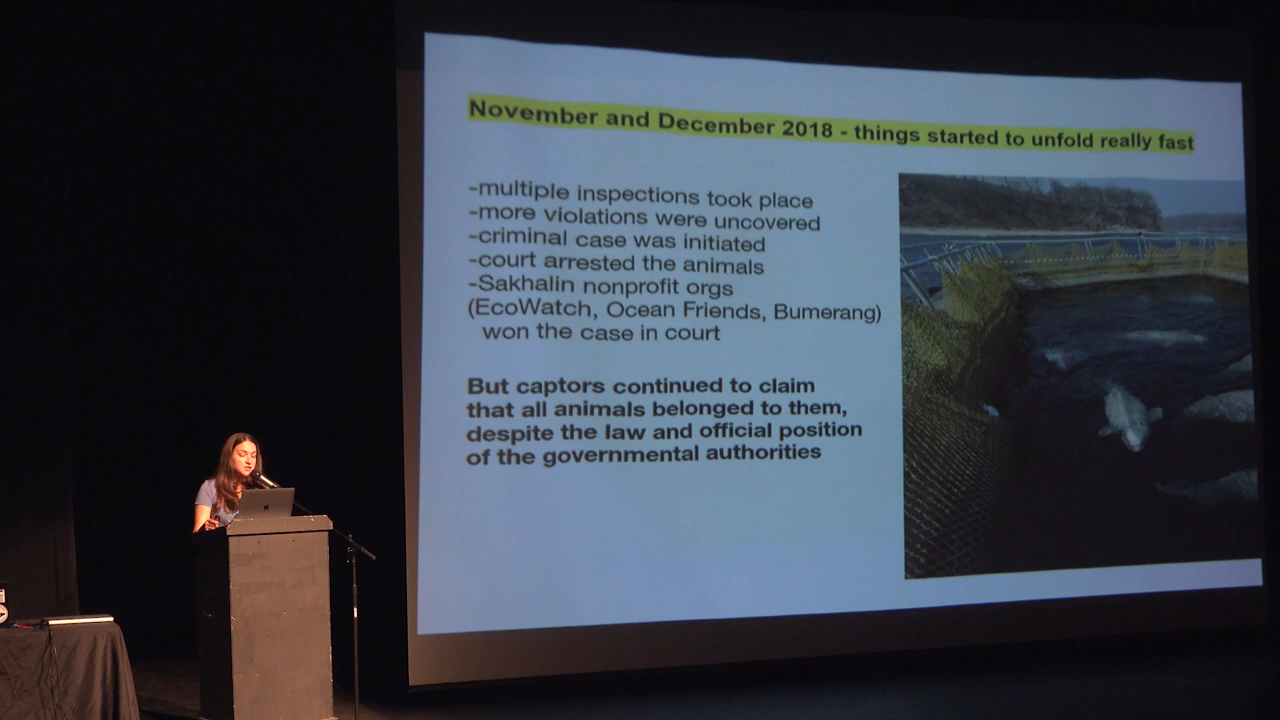 November and December 2018 - things started to unfold really fast
-multiple inspections took place
-more violations were uncovered
-criminal case was initiated
-court arrested the animals
-Sakhalin nonprofit orgs
(EcoWatch, Ocean Friends, Bumerang)
won the case in court
But captors continued to claim
that all animals belonged to them,
despite the law and official position
of the governmental authorities